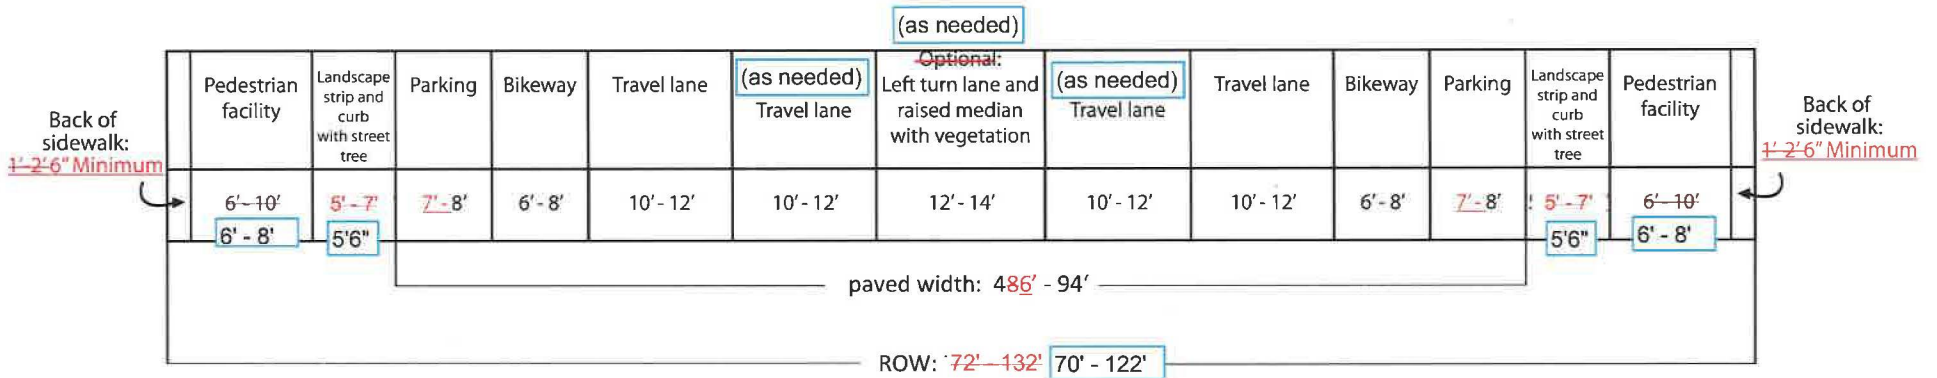 (as needed)
Pedestrian
facility
Landscape
strip and
curb
with street
tree
Parking
Bikeway
Travel lane
(as needed)
Travel lane
Optional:
Left turn lane and
raised median
with vegetation
(as needed)
Travel lane
Travel lane
Bikeway
Parking
Landscape
strip and
curb
with street
tree
Pedestrian
facility
Back of
sidewalk:
1'-2'6" Minimum
Back of
sidewalk:
1'-2'6" Minimum
6' - 10'
5' - 7'
7' - 8'
6' - 8'
10' - 12'
10' - 12'
12' - 14'
10' - 12'
10' - 12'
6' - 8'
7' - 8'
5' - 7'
6' - 10'
6' - 8'
5'6"
5'6"
6' - 8'
paved width: 486' - 94'
ROW: 72' - 132' 70' - 122'